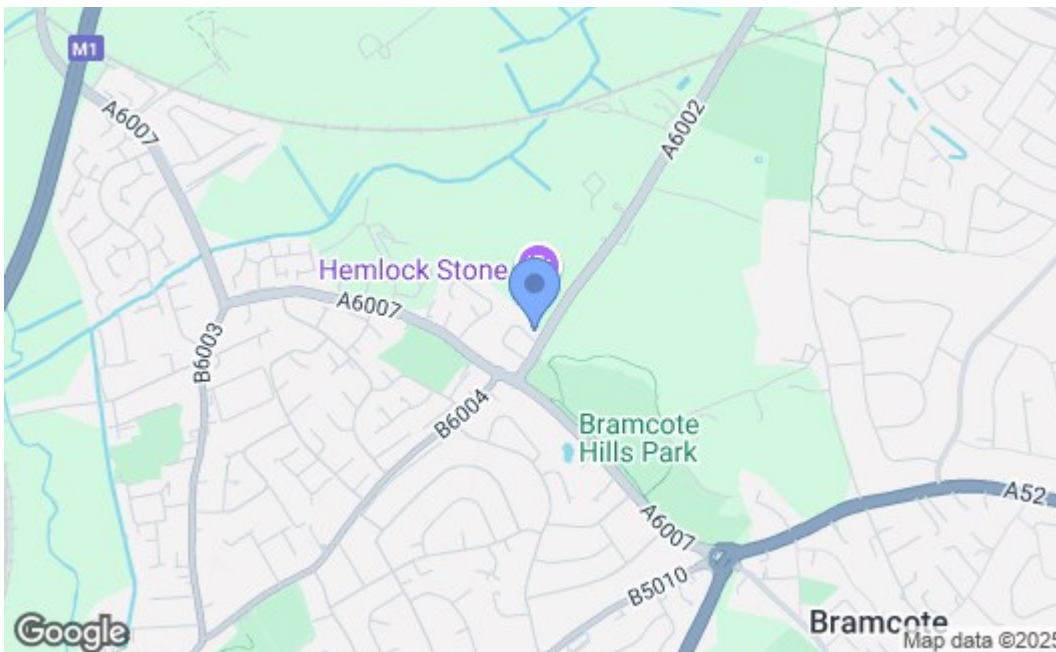 M1
A6007
A6002
Hemlock Stone
A6007
B6003
B6004
Bramcote
Hills Park
A6007
A52
B5010
Bramcote
Google
Map data ©2025